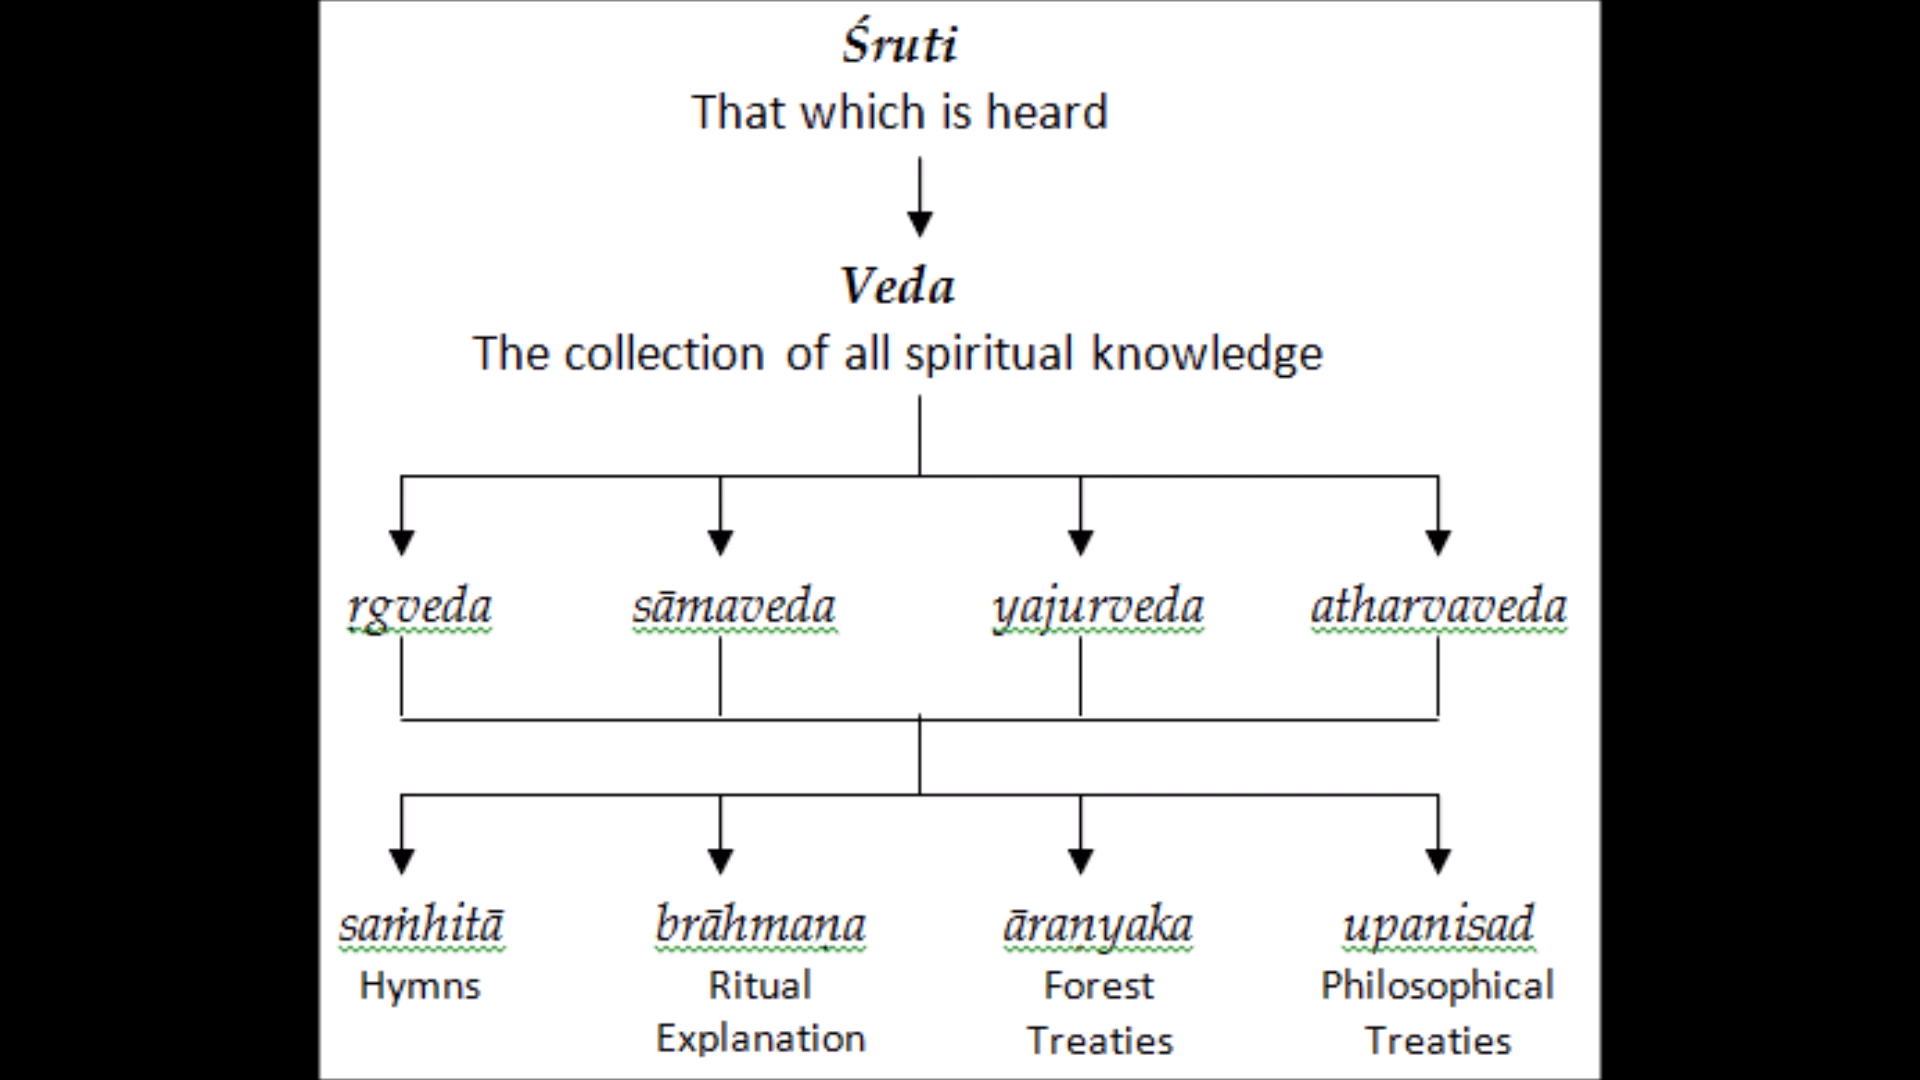 Śruti
That which is heard
Veda
The collection of all spiritual knowledge
rgveda sāmaveda yajurveda atharvaveda
saṁhitā brāhmaṇa āranyaka upanisad
Hymns Ritual Forest Philosophical
Explanation Treaties Treaties